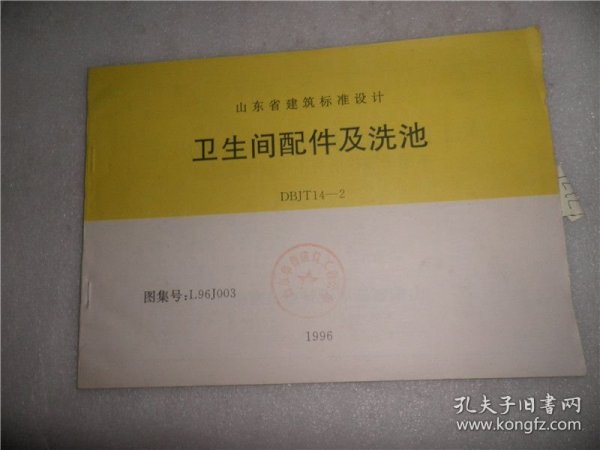 山东省建筑标准设计
卫生间配件及洗池
DBJT14—2
图集号:L96J003
1996
孔夫子旧书网
www.kongfz.com